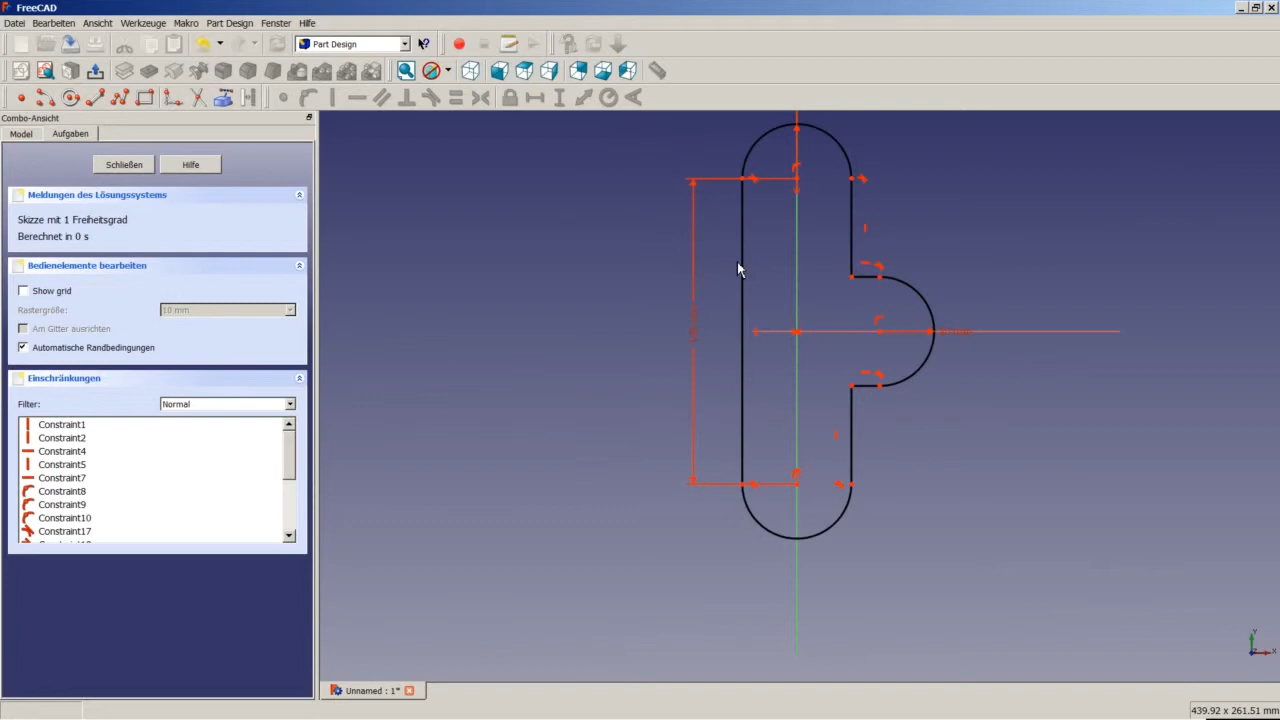 FreeCAD
Datei Bearbeiten Ansicht Werkzeuge Makro Part Design Fenster Hilfe
Part Design
Combo-Ansicht
Model Aufgaben
Schließen Hilfe
Meldungen des Lösungssystems
Skizze mit 1 Freiheitsgrad
Berechnet in 0 s
Bedienelemente bearbeiten
Show grid
Rastergröße: 10 mm
Am Gitter ausrichten
Automatische Randbedingungen
Einschränkungen
Filter: Normal
Constraint1
Constraint2
Constraint4
Constraint5
Constraint7
Constraint8
Constraint9
Constraint10
Constraint17
Y
X
Unnamed : 1*
439.92 x 261.51 mm